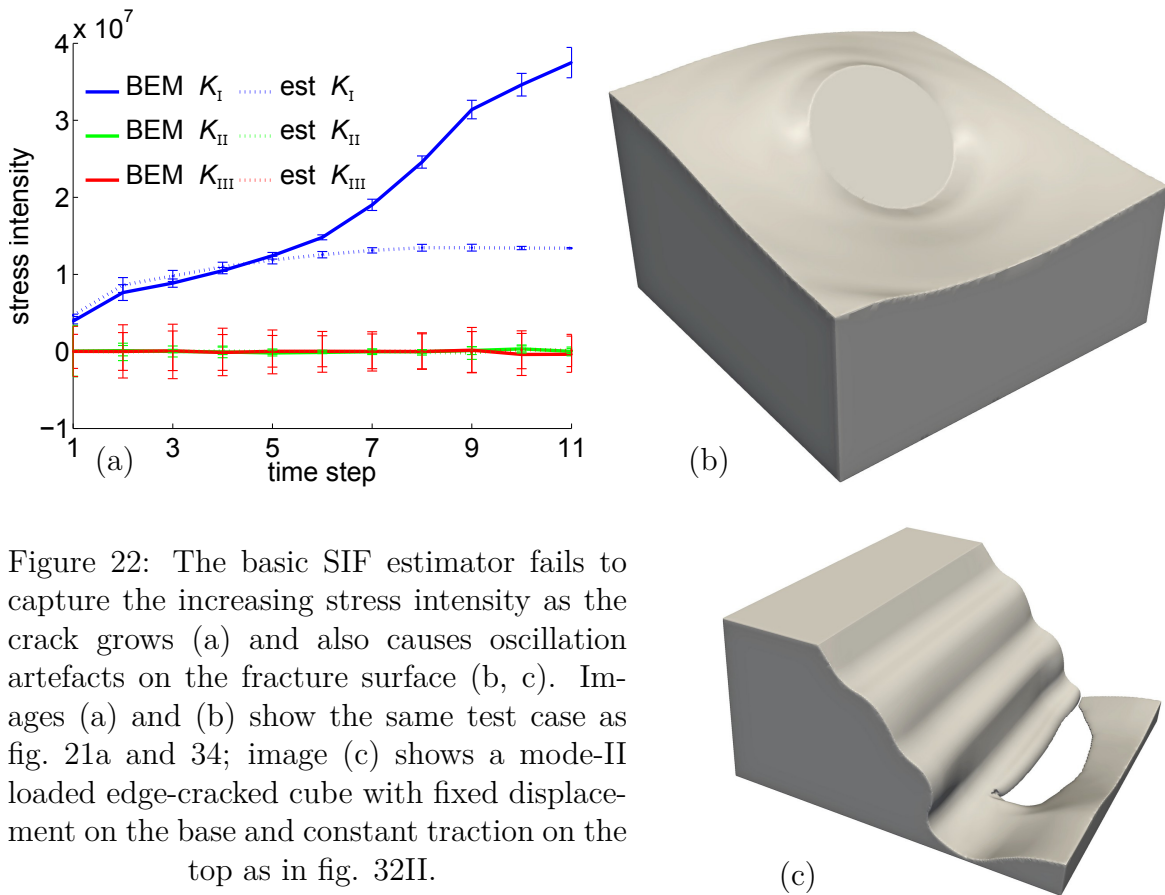 x 10^7
4
3
2
1
0
−1
stress intensity
BEM K_I est K_I
BEM K_II est K_II
BEM K_III est K_III
1 3 5 7 9 11
time step
(a)
(b)
Figure 22: The basic SIF estimator fails to
capture the increasing stress intensity as the
crack grows (a) and also causes oscillation
artefacts on the fracture surface (b, c). Im-
ages (a) and (b) show the same test case as
fig. 21a and 34; image (c) shows a mode-II
loaded edge-cracked cube with fixed displace-
ment on the base and constant traction on the
top as in fig. 32II.
(c)